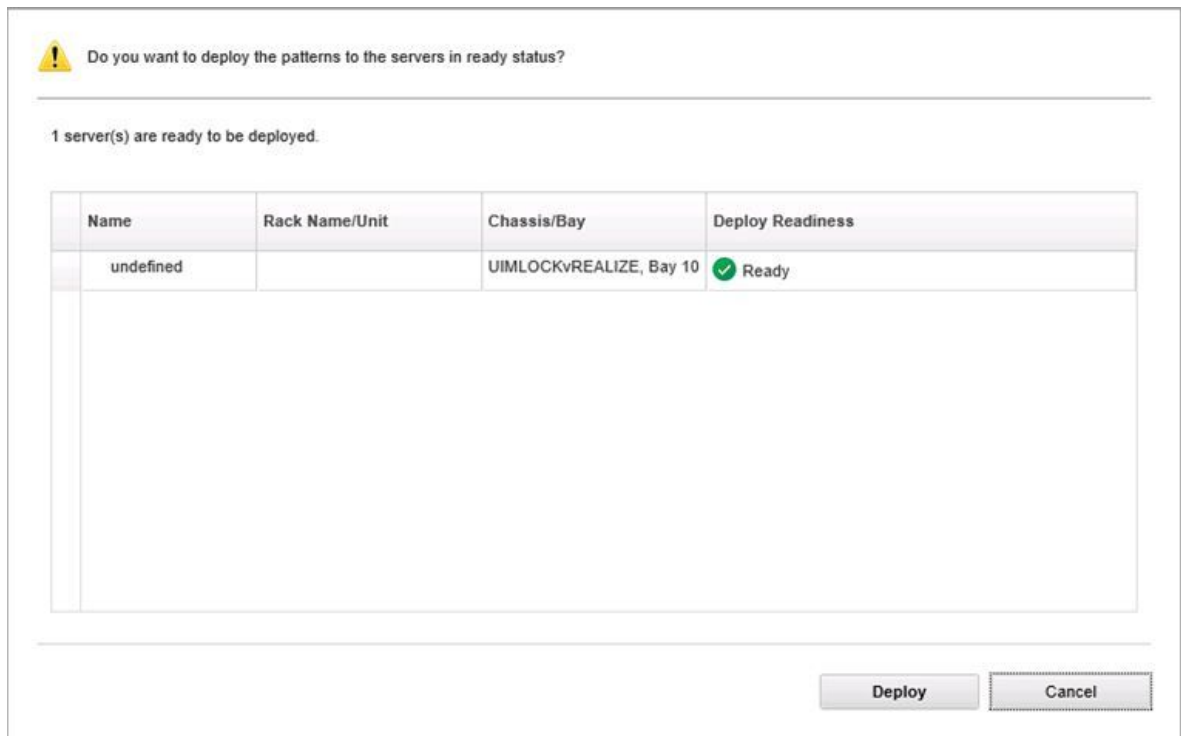 Do you want to deploy the patterns to the servers in ready status?
1 server(s) are ready to be deployed.
Name Rack Name/Unit Chassis/Bay Deploy Readiness
undefined UIMLOCKvREALIZE, Bay 10 Ready
Deploy Cancel